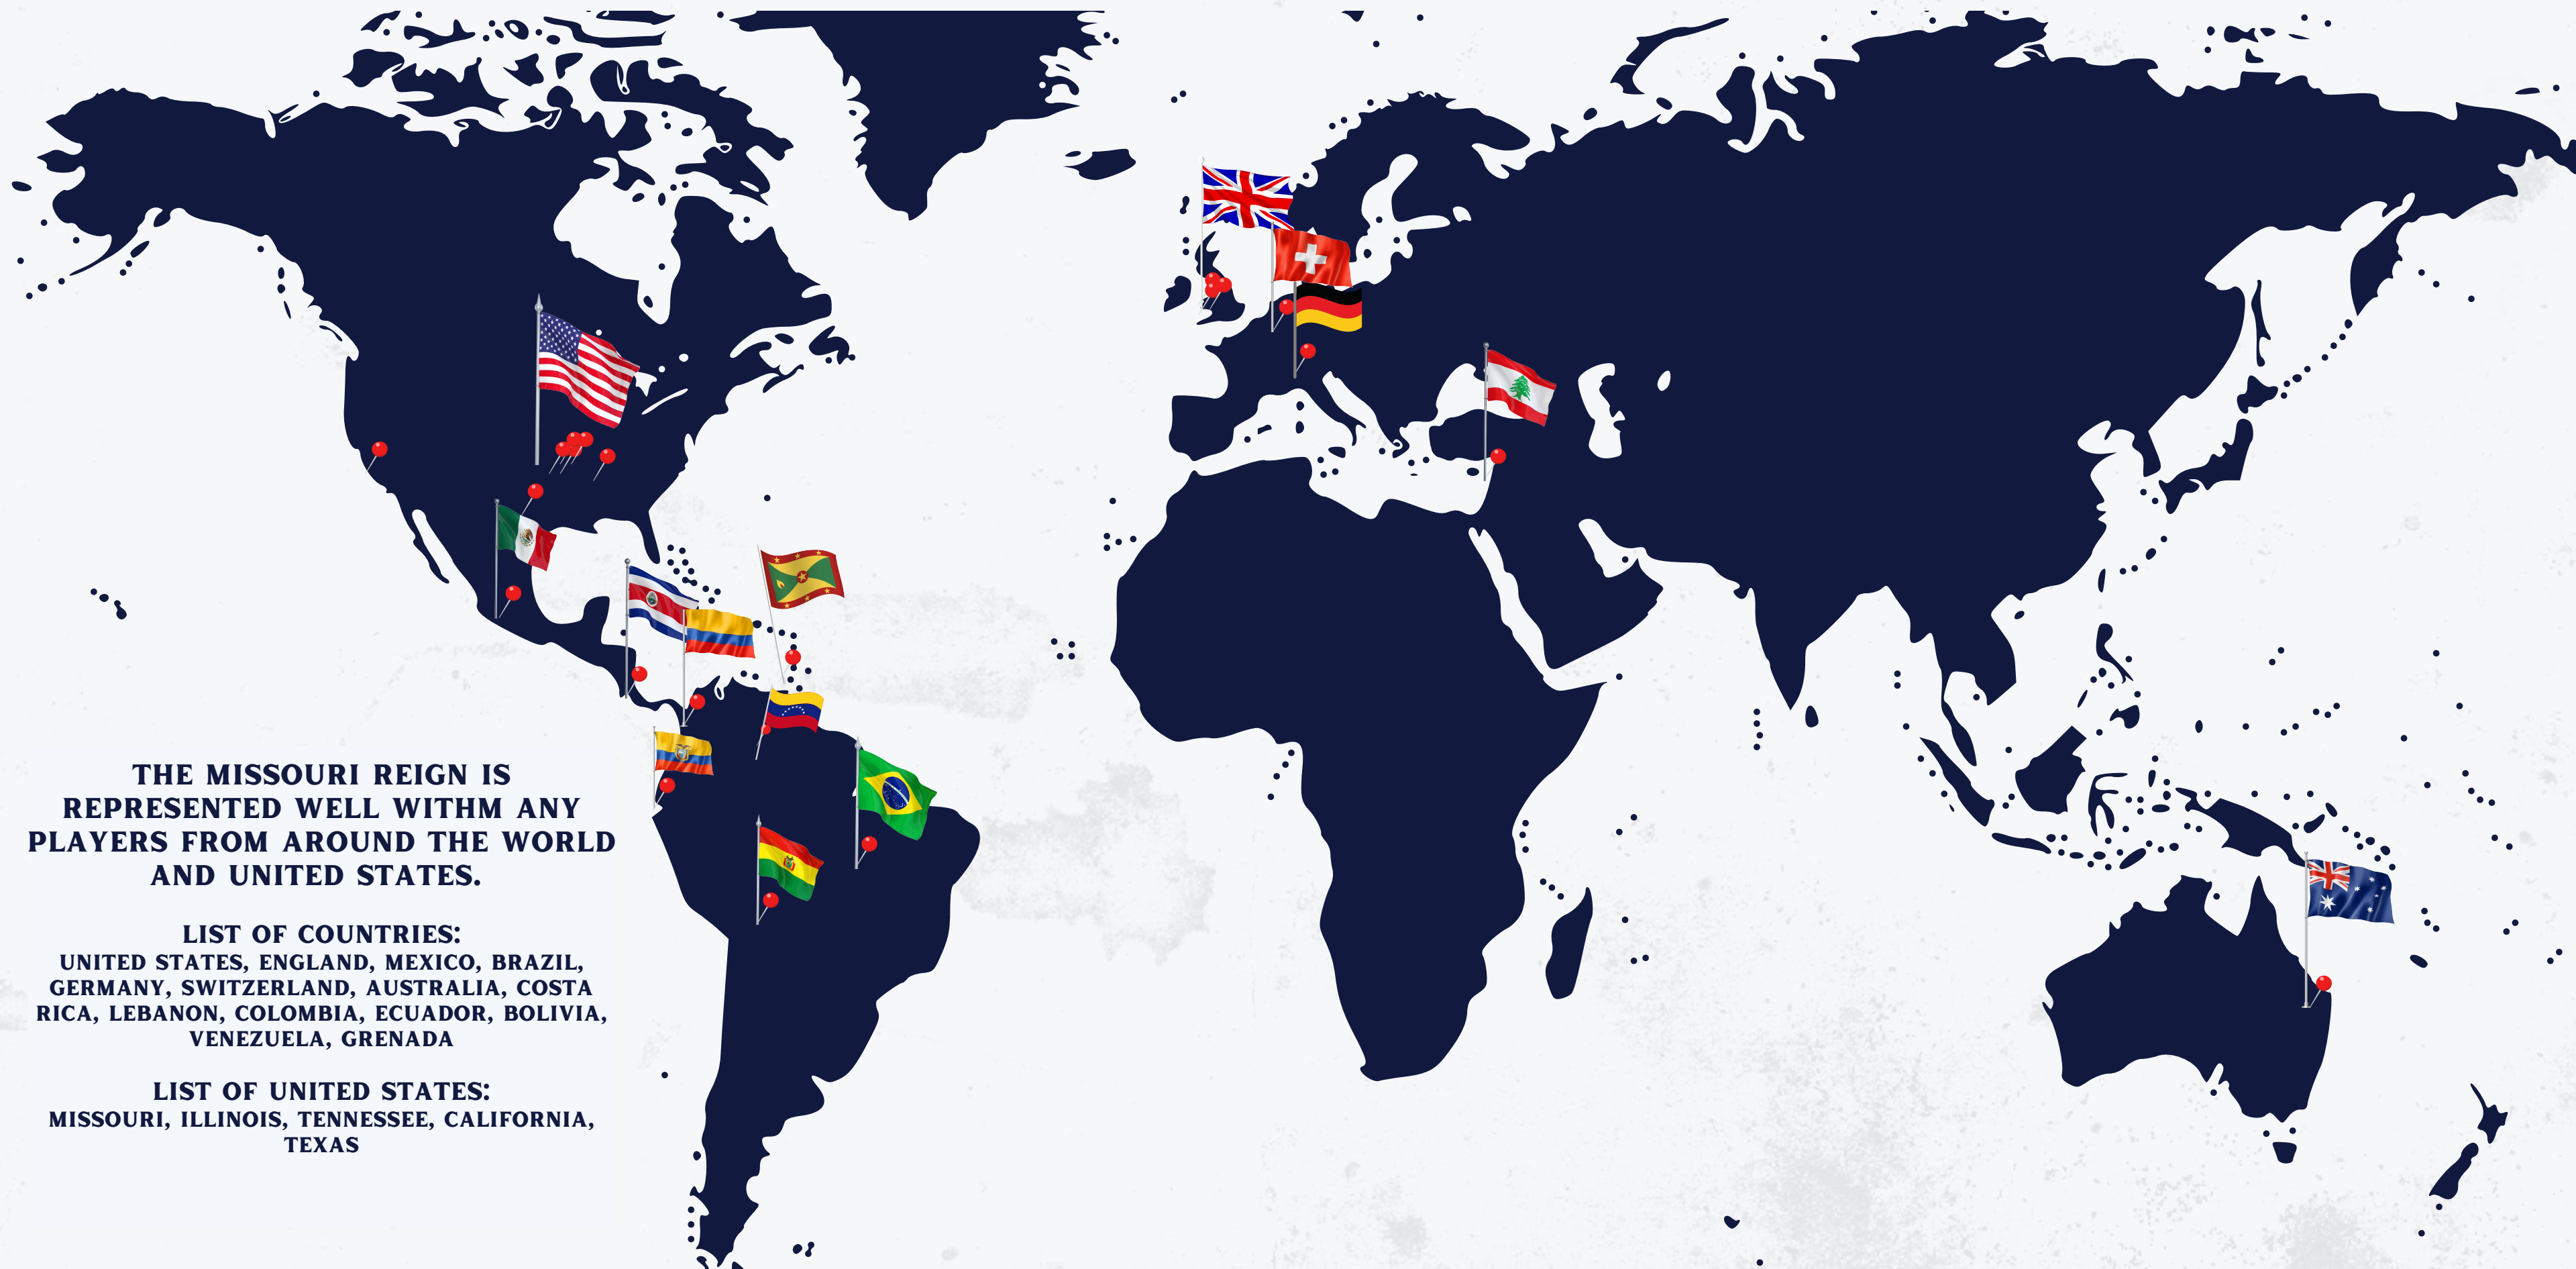 THE MISSOURI REIGN IS
REPRESENTED WELL WITHM ANY
PLAYERS FROM AROUND THE WORLD
AND UNITED STATES.
LIST OF COUNTRIES:
UNITED STATES, ENGLAND, MEXICO, BRAZIL,
GERMANY, SWITZERLAND, AUSTRALIA, COSTA
RICA, LEBANON, COLOMBIA, ECUADOR, BOLIVIA,
VENEZUELA, GRENADA
LIST OF UNITED STATES:
MISSOURI, ILLINOIS, TENNESSEE, CALIFORNIA,
TEXAS